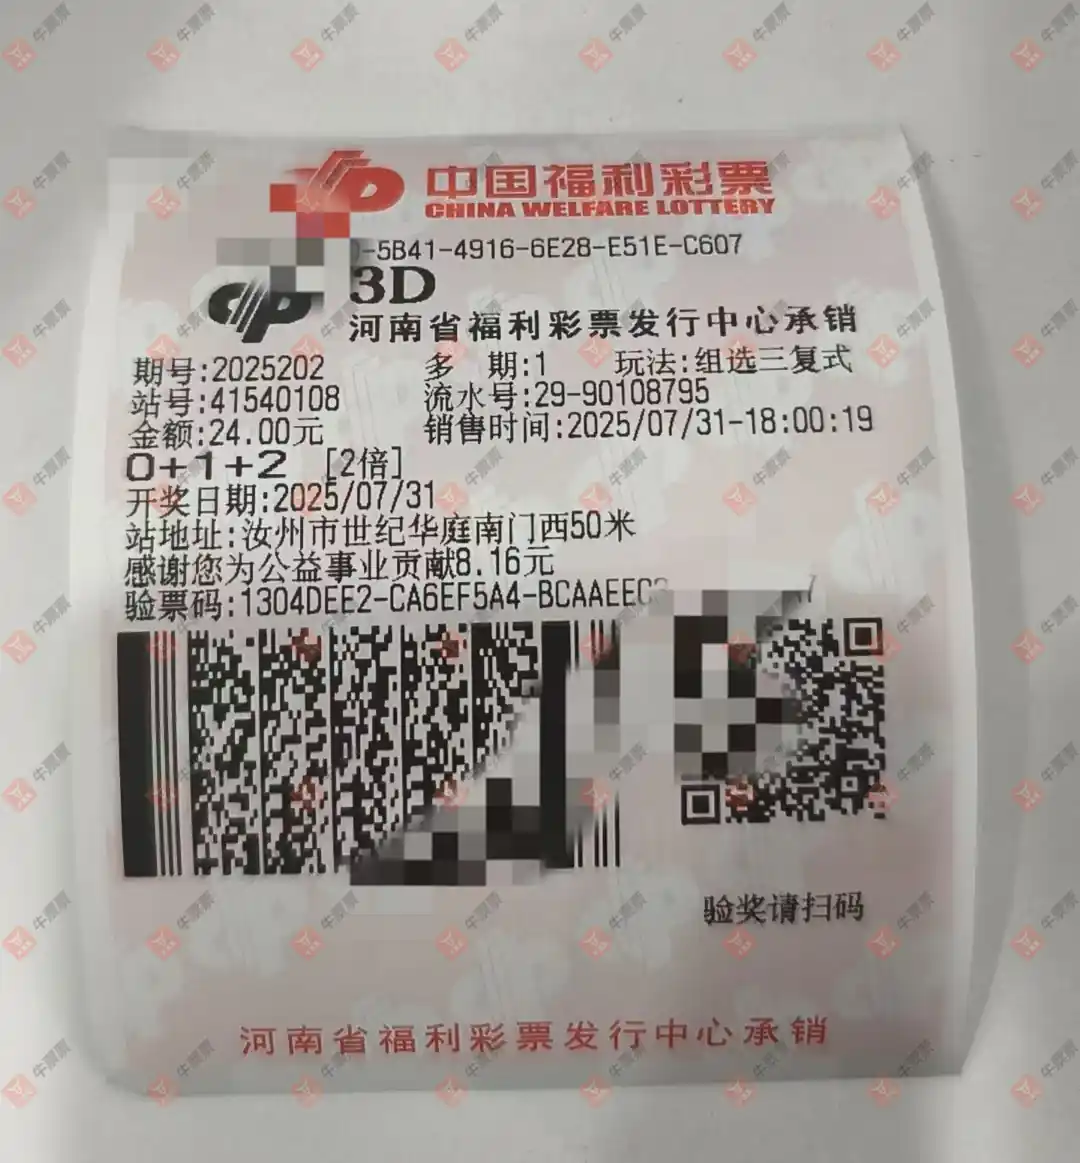 中国福利彩票
CHINA WELFARE LOTTERY
-5B41-4916-6E28-E51E-C607
3D
河南省福利彩票发行中心承销
期号:2025202 多 期:1 玩法:组选三复式
站号:41540108 流水号:29-90108795
金额:24.00元 销售时间:2025/07/31-18:00:19
0+1+2 [2倍]
开奖日期:2025/07/31
站地址:汝州市世纪华庭南门西50米
感谢您为公益事业贡献8.16元
验票码:1304DEE2-CA6EF5A4-BCAAEEC
验奖请扫码
河南省福利彩票发行中心承销
牛票票